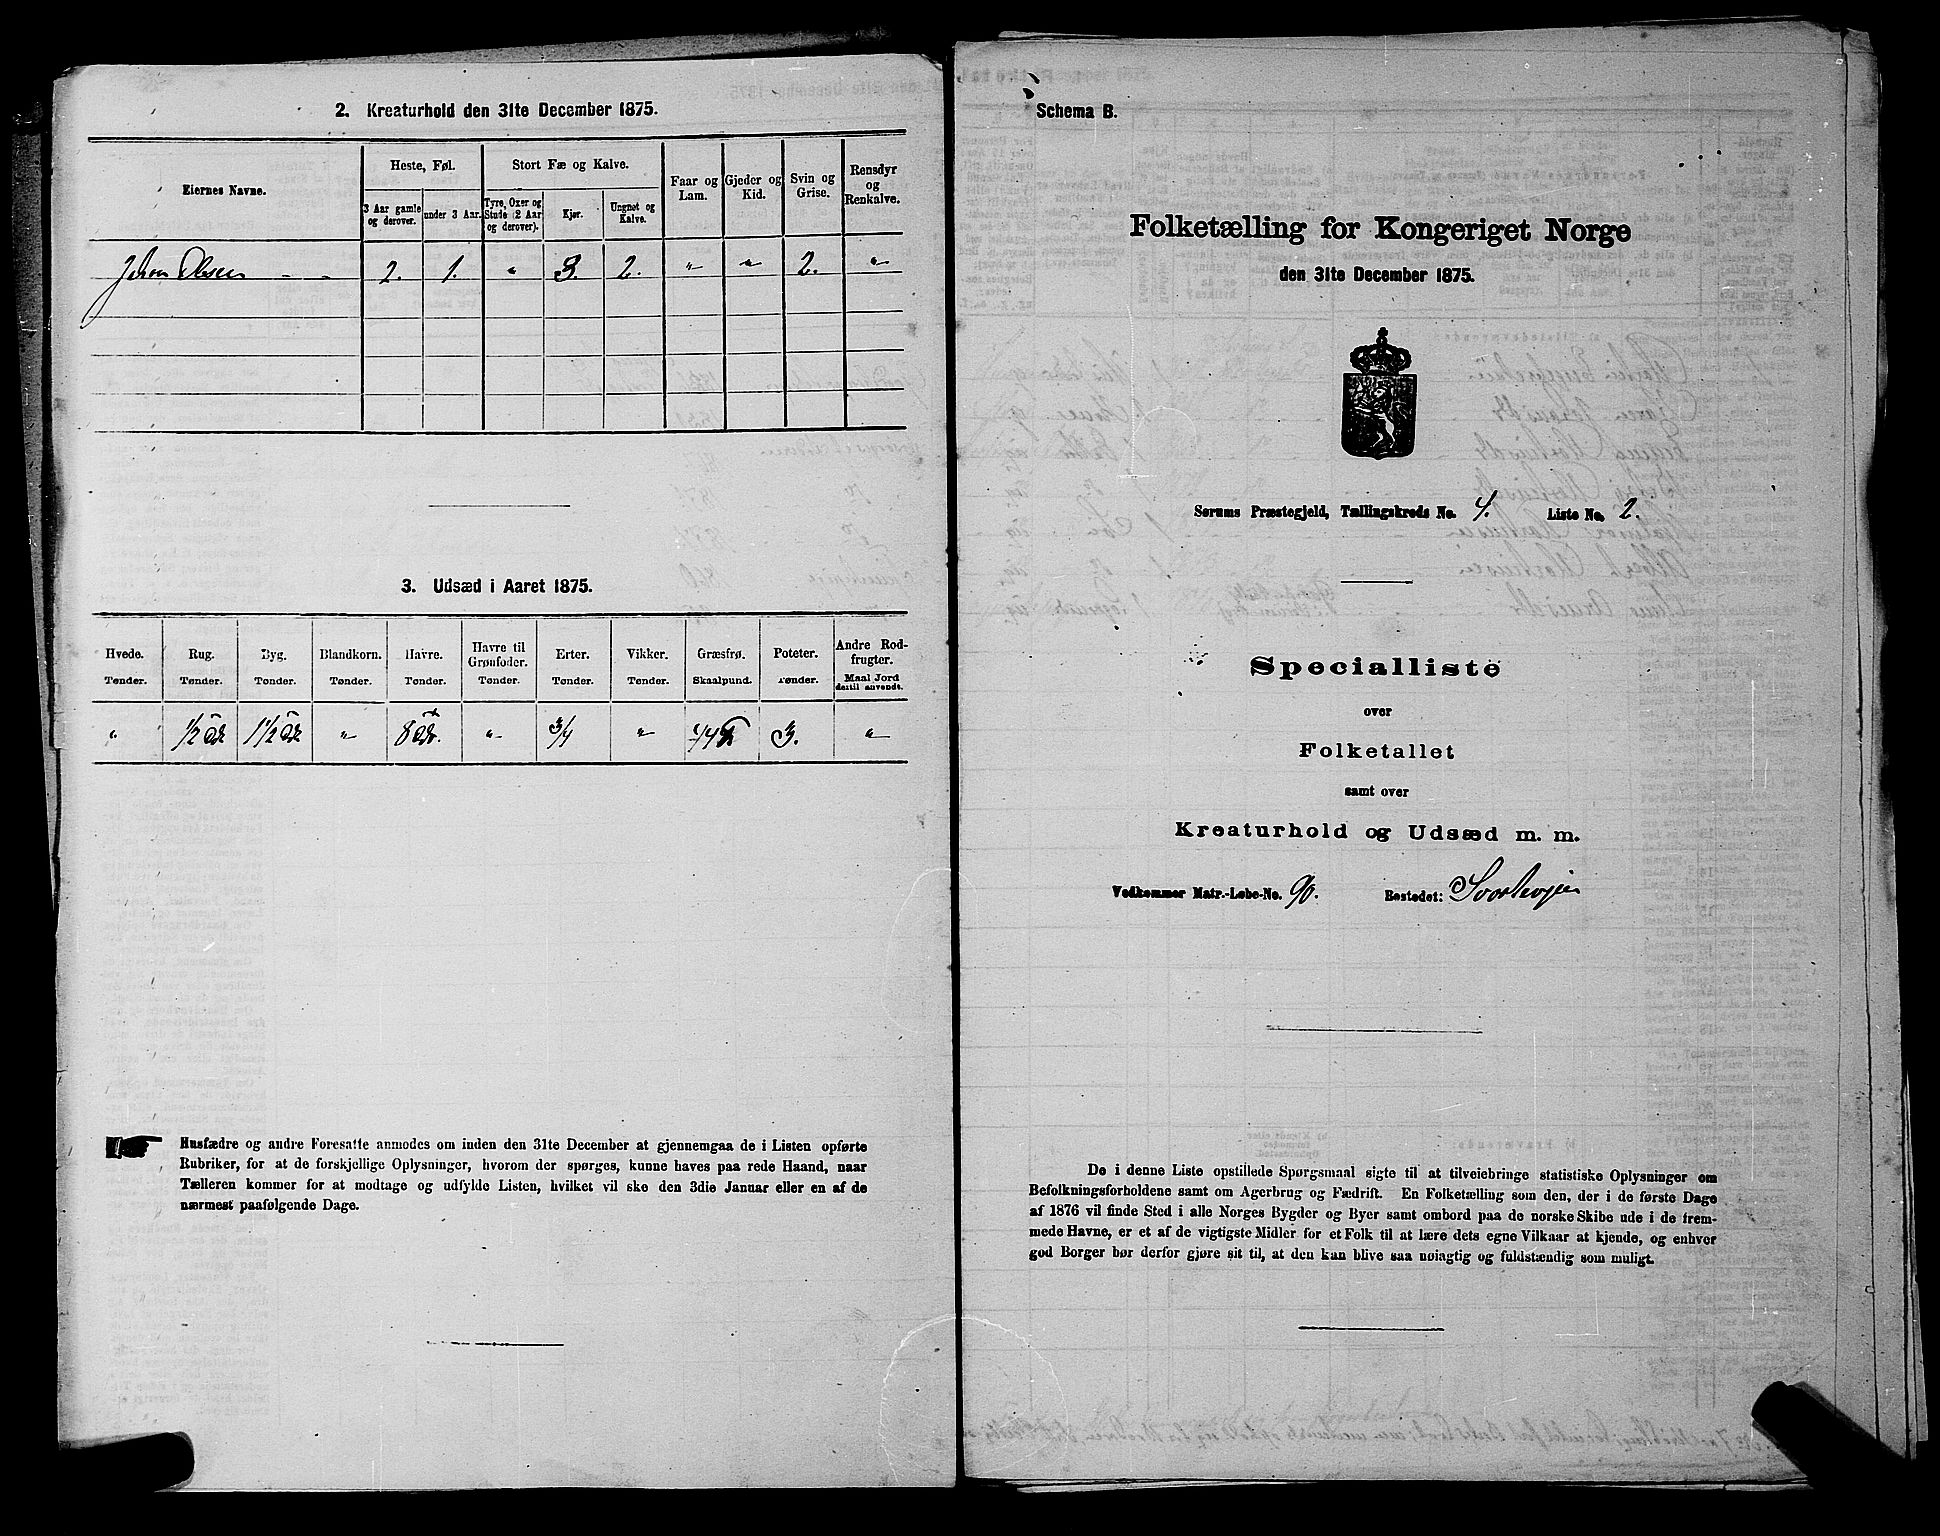 2. Kreaturhold den 31te December 1875.
Eiernes Navne.
Heste, Føl.
3 Aar gamle og derover.
under 3 Aar.
Stort Fæ og Kalve.
Tyre, Oxer og Stude (2 Aar og derover).
Kjør.
Ungnet og Kalve.
Faar og Lam.
Gjeder og Kid.
Svin og Grise.
Rensdyr og Renkalve.
Johan Olsen - - 2. 1. " 3. 2. " " 2. "
3. Udsæd i Aaret 1875.
Hvede. Rug. Byg. Blandkorn. Havre. Havre til Grønfoder. Erter. Vikker. Græsfrø. Poteter. Andre Rodfrugter.
Tønder. Tønder. Tønder. Tønder. Tønder. Tønder. Tønder. Tønder. Skaalpund. Tønder. Maal Jord dertil anvendt.
" 1/2 1 1/2 " 8 " 3/4 " 3. "
Husfædre og andre Foresatte anmodes om inden den 31te December at gjennemgaa de i Listen opførte
Rubriker, for at de forskjellige Oplysninger, hvorom der spørges, kunne haves paa rede Haand, naar
Tælleren kommer for at modtage og udfylde Listen, hvilket vil ske den 3die Januar eller en af de
nærmest paafølgende Dage.
Schema B.
Folketælling for Kongeriget Norge
den 31te December 1875.
Sørums Præstegjeld, Tællingskreds No. 4. Liste No. 2.
Specialliste
over
Folketallet
samt over
Kreaturhold og Udsæd m. m.
Vedkommer Matr.-Løbe-No. 90. Bostedet:
De i denne Liste opstillede Spørgsmaal sigte til at tilveiebringe statistiske Oplysninger om
Befolkningsforholdene samt om Agerbrug og Fædrift. En Folketælling som den, der i de første Dage
af 1876 vil finde Sted i alle Norges Bygder og Byer samt ombord paa de norske Skibe ude i de frem-
mede Havne, er et af de vigtigste Midler for et Folk til at lære dets egne Vilkaar at kjende, og enhver
god Borger bør derfor gjøre sit til, at den kan blive saa nøiagtig og fuldstændig som muligt.